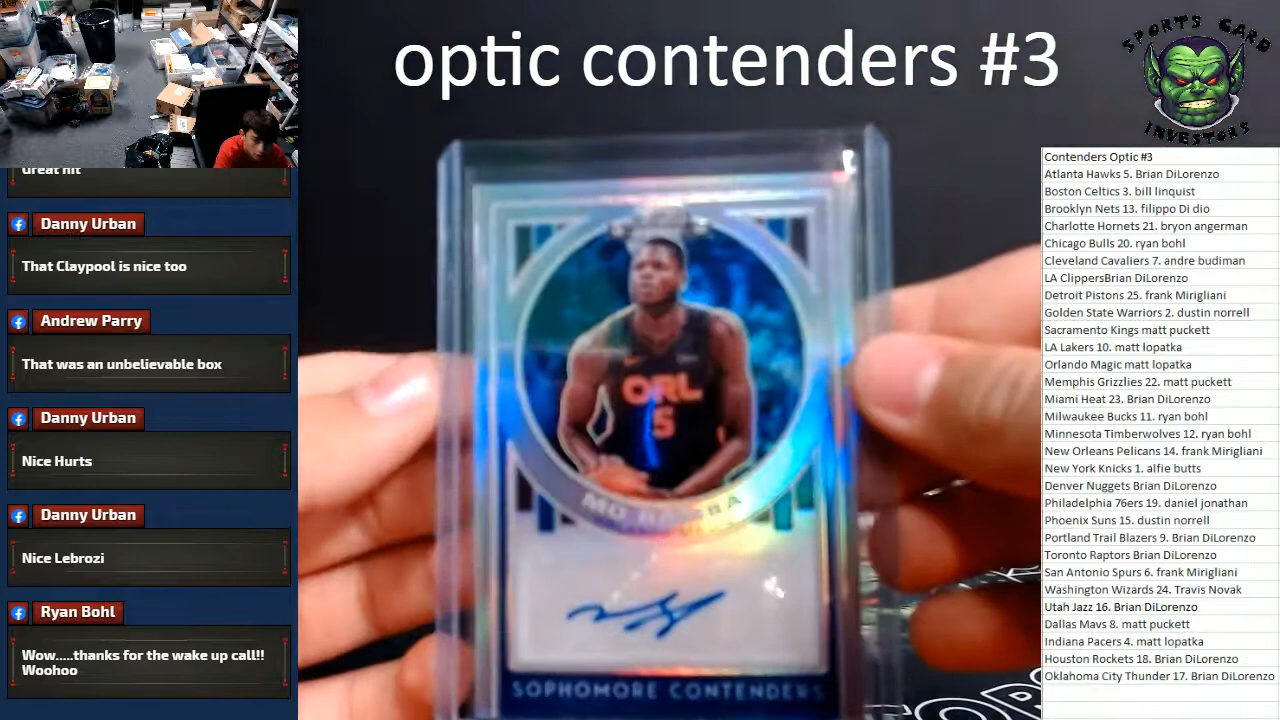 optic contenders #3
SPORTS CARD
INVESTORS
Great hit
Danny Urban
That Claypool is nice too
Andrew Parry
That was an unbelievable box
Danny Urban
Nice Hurts
Danny Urban
Nice Lebrozi
Ryan Bohl
Wow.....thanks for the wake up call!!
Woohoo
ORL
5
MO BAMBA
SOPHOMORE CONTENDERS
Contenders Optic #3
Atlanta Hawks 5. Brian DiLorenzo
Boston Celtics 3. bill linquist
Brooklyn Nets 13. filippo Di dio
Charlotte Hornets 21. bryon angerman
Chicago Bulls 20. ryan bohl
Cleveland Cavaliers 7. andre budiman
LA ClippersBrian DiLorenzo
Detroit Pistons 25. frank Mirigliani
Golden State Warriors 2. dustin norrell
Sacramento Kings matt puckett
LA Lakers 10. matt lopatka
Orlando Magic matt lopatka
Memphis Grizzlies 22. matt puckett
Miami Heat 23. Brian DiLorenzo
Milwaukee Bucks 11. ryan bohl
Minnesota Timberwolves 12. ryan bohl
New Orleans Pelicans 14. frank Mirigliani
New York Knicks 1. alfie butts
Denver Nuggets Brian DiLorenzo
Philadelphia 76ers 19. daniel jonathan
Phoenix Suns 15. dustin norrell
Portland Trail Blazers 9. Brian DiLorenzo
Toronto Raptors Brian DiLorenzo
San Antonio Spurs 6. frank Mirigliani
Washington Wizards 24. Travis Novak
Utah Jazz 16. Brian DiLorenzo
Dallas Mavs 8. matt puckett
Indiana Pacers 4. matt lopatka
Houston Rockets 18. Brian DiLorenzo
Oklahoma City Thunder 17. Brian DiLorenzo